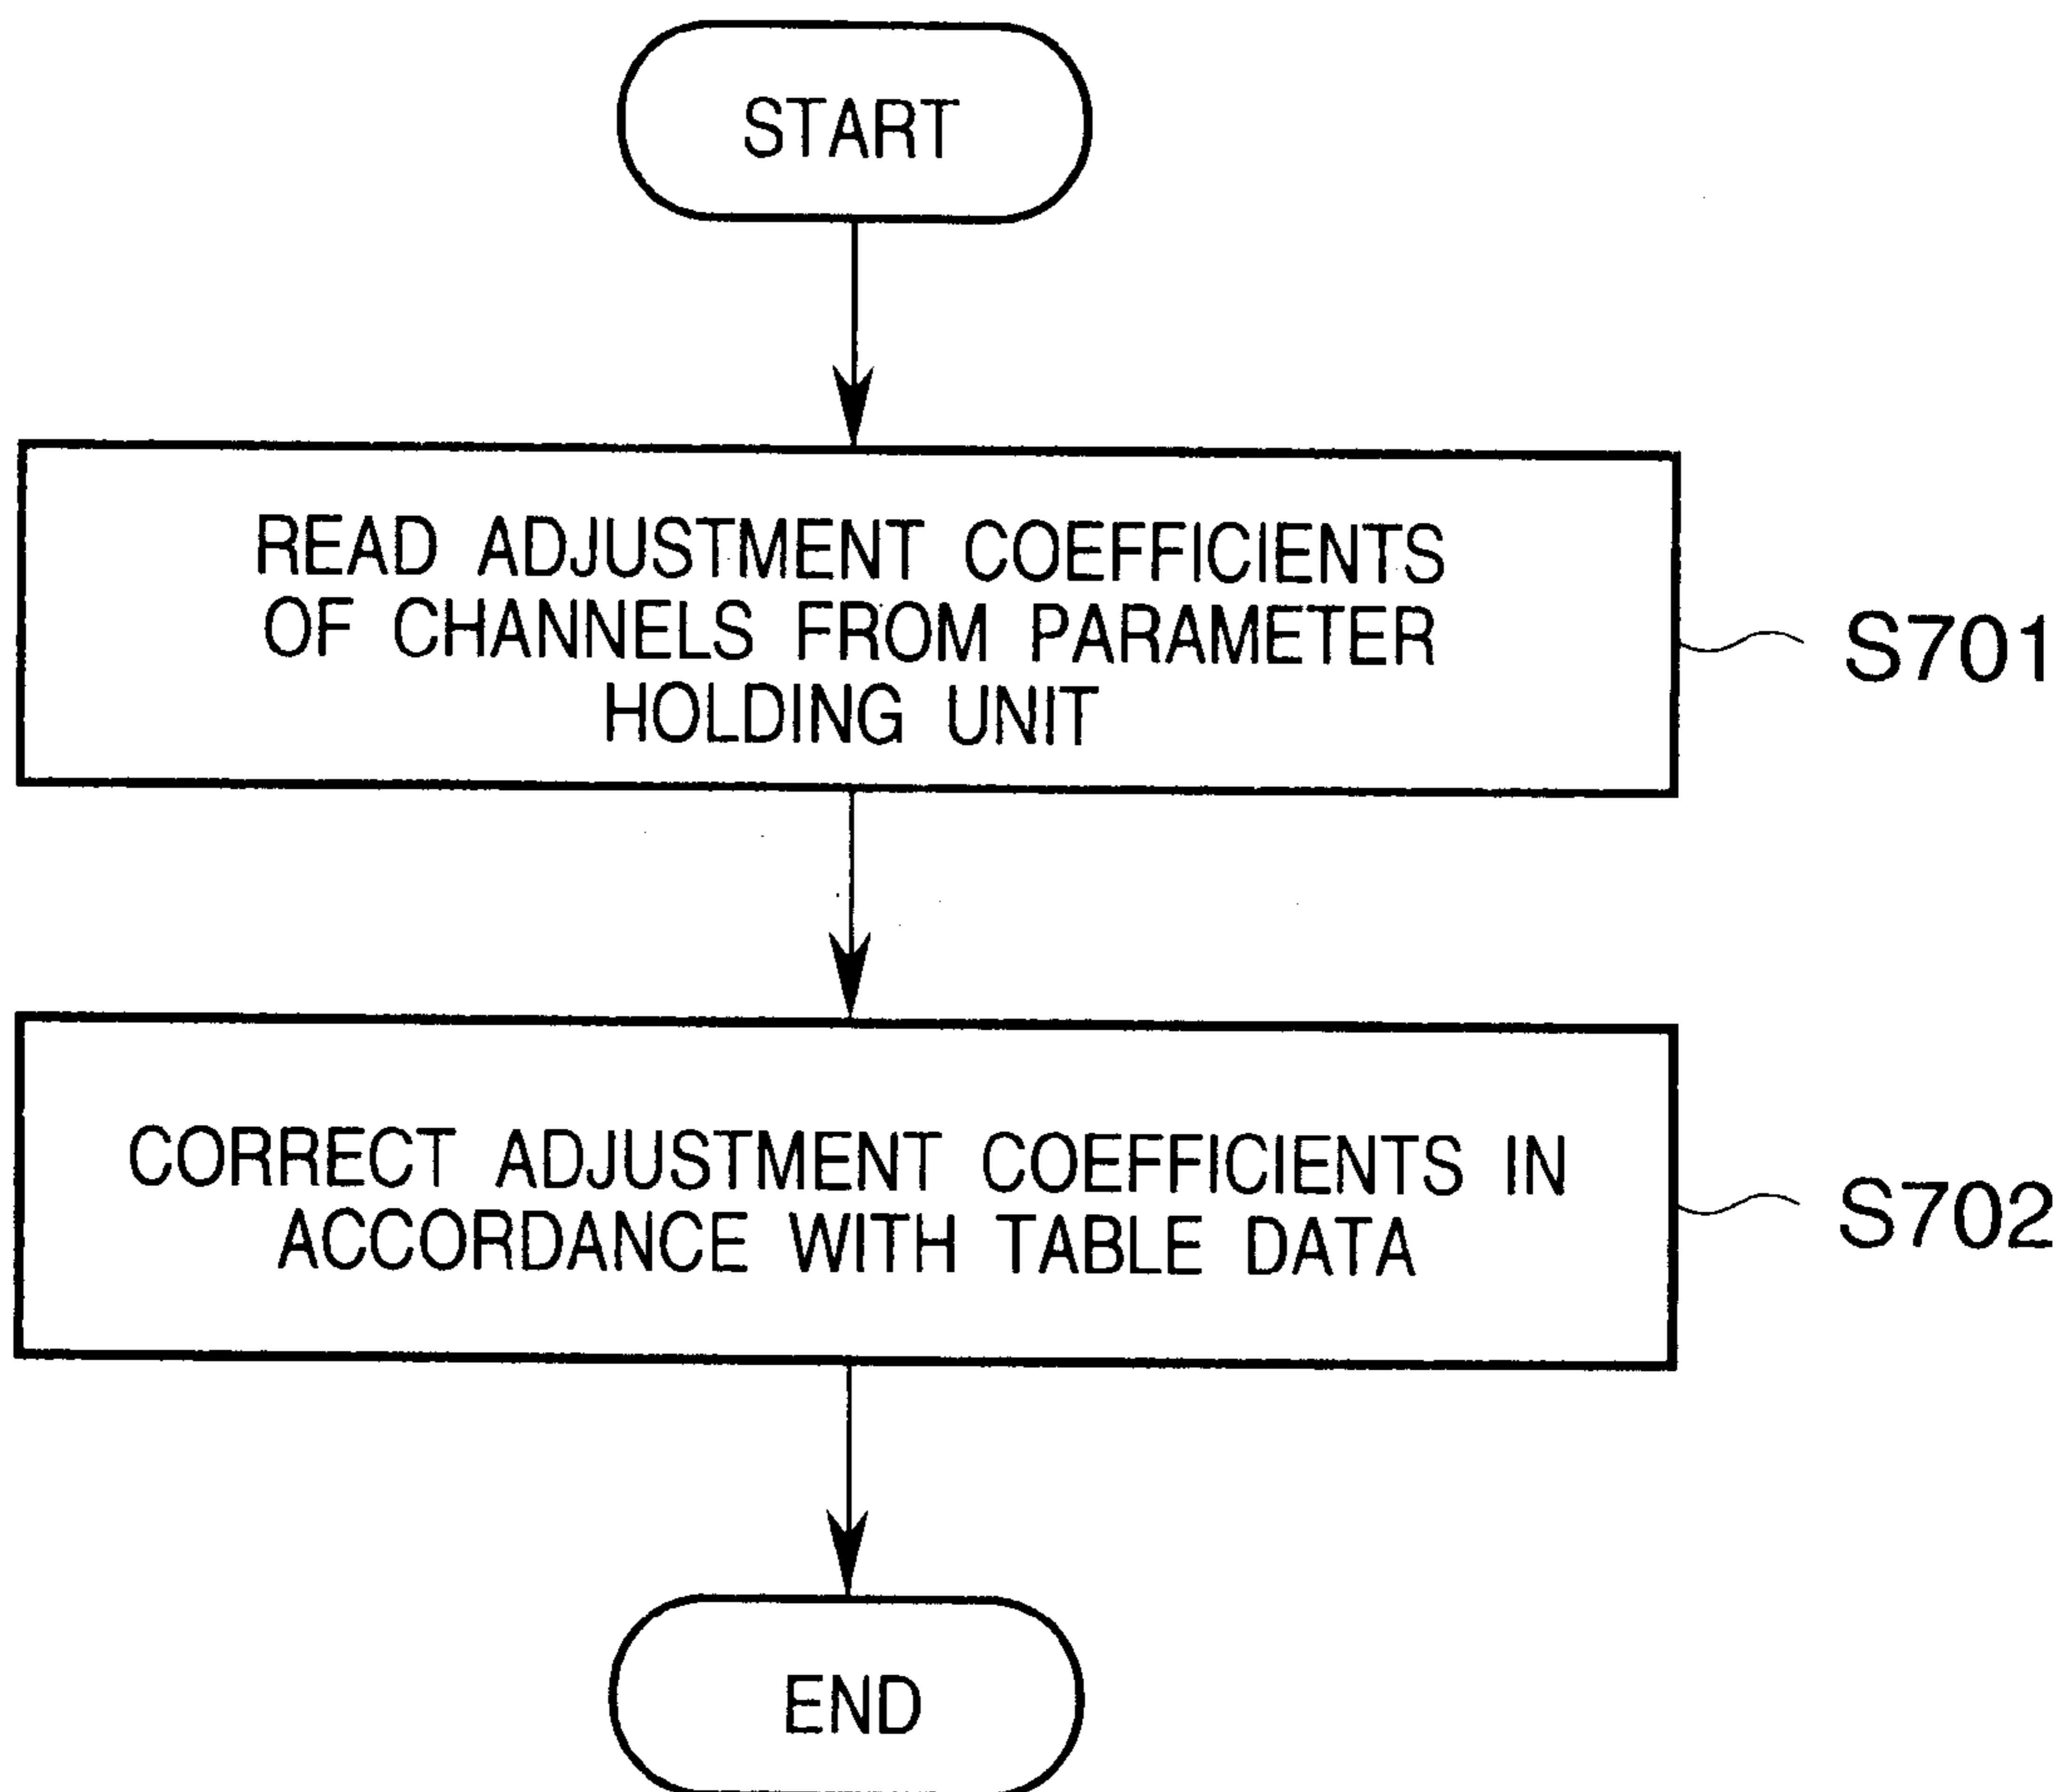 START
READ ADJUSTMENT COEFFICIENTS
OF CHANNELS FROM PARAMETER
HOLDING UNIT
S701
CORRECT ADJUSTMENT COEFFICIENTS IN
ACCORDANCE WITH TABLE DATA
S702
END